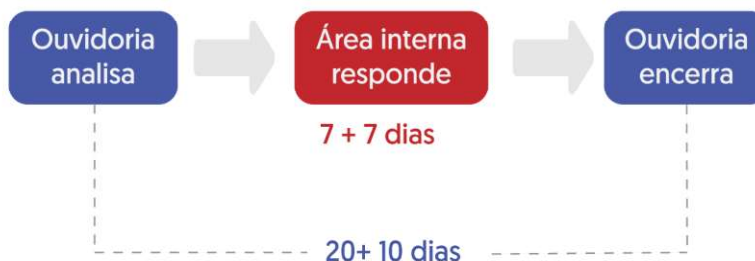 Ouvidoria
analisa
Área interna
responde
Ouvidoria
encerra
7 + 7 dias
20+ 10 dias